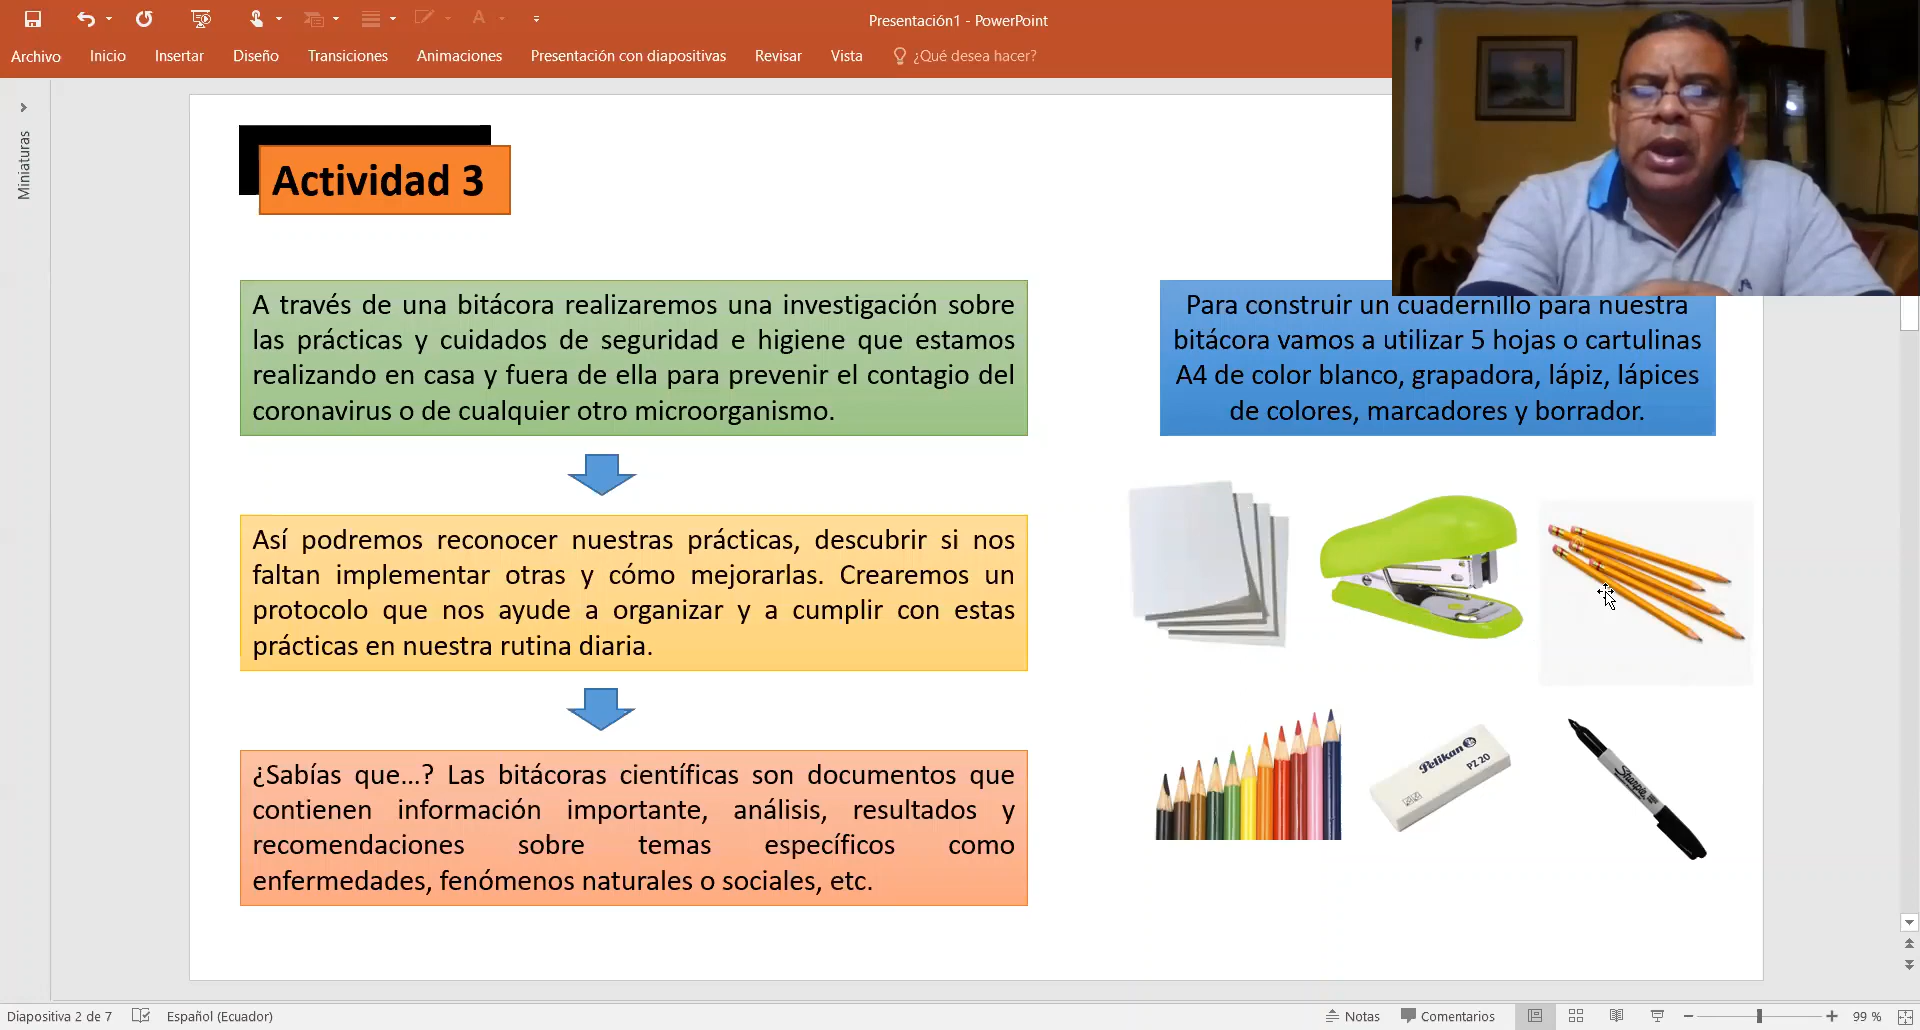 Presentación1 - PowerPoint
Archivo
Inicio
Insertar
Diseño
Transiciones
Animaciones
Presentación con diapositivas
Revisar
Vista
¿Qué desea hacer?
Miniaturas
Actividad 3
A través de una bitácora realizaremos una investigación sobre
las prácticas y cuidados de seguridad e higiene que estamos
realizando en casa y fuera de ella para prevenir el contagio del
coronavirus o de cualquier otro microorganismo.
Así podremos reconocer nuestras prácticas, descubrir si nos
faltan implementar otras y cómo mejorarlas. Crearemos un
protocolo que nos ayude a organizar y a cumplir con estas
prácticas en nuestra rutina diaria.
¿Sabías que...? Las bitácoras científicas son documentos que
contienen información importante, análisis, resultados y
recomendaciones sobre temas específicos como
enfermedades, fenómenos naturales o sociales, etc.
Para construir un cuadernillo para nuestra
bitácora vamos a utilizar 5 hojas o cartulinas
A4 de color blanco, grapadora, lápiz, lápices
de colores, marcadores y borrador.
Pelikan
PZ 20
Sharpie
Diapositiva 2 de 7
Español (Ecuador)
Notas
Comentarios
99 %